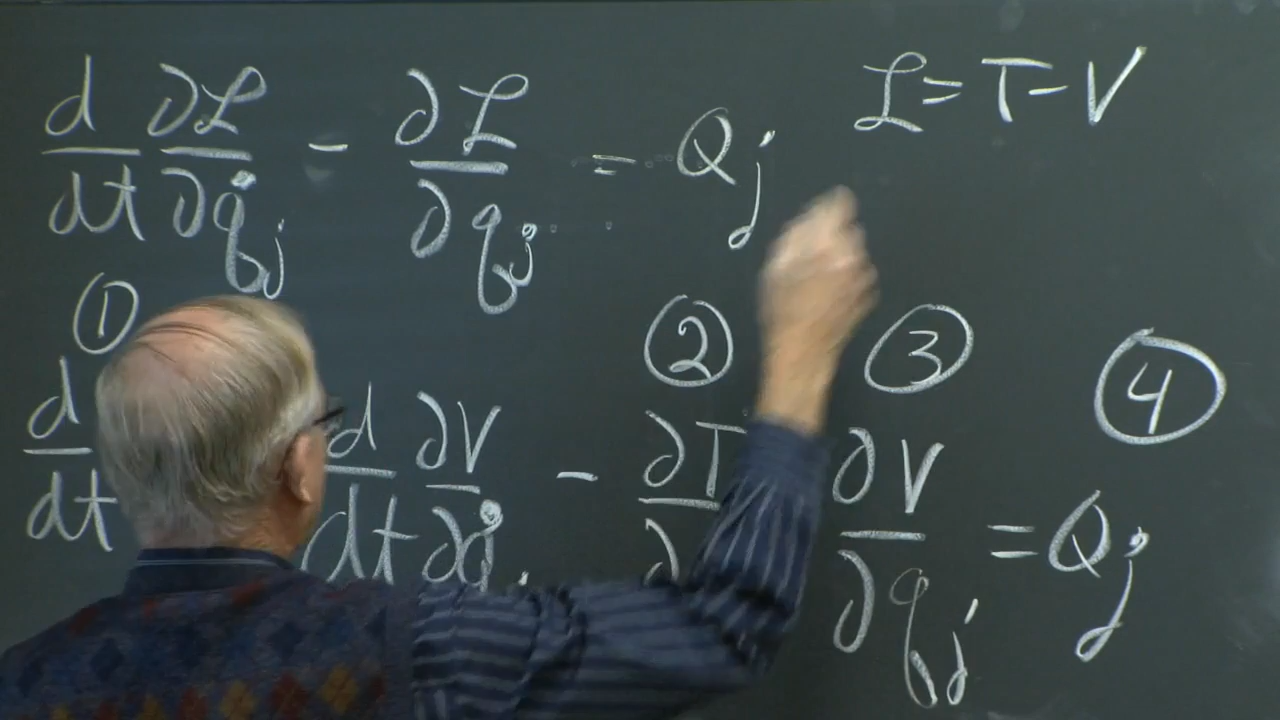 d/dt ∂ℒ/∂q̇ⱼ - ∂ℒ/∂qⱼ = Qⱼ
ℒ = T - V
① ② ③ ④
d/dt d/dt ∂V/∂q̇ - ∂T/∂ ∂V/∂qⱼ = Qⱼ